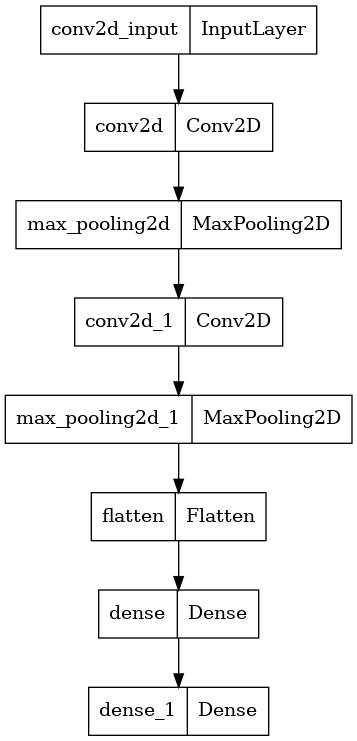 conv2d_input InputLayer
conv2d Conv2D
max_pooling2d MaxPooling2D
conv2d_1 Conv2D
max_pooling2d_1 MaxPooling2D
flatten Flatten
dense Dense
dense_1 Dense